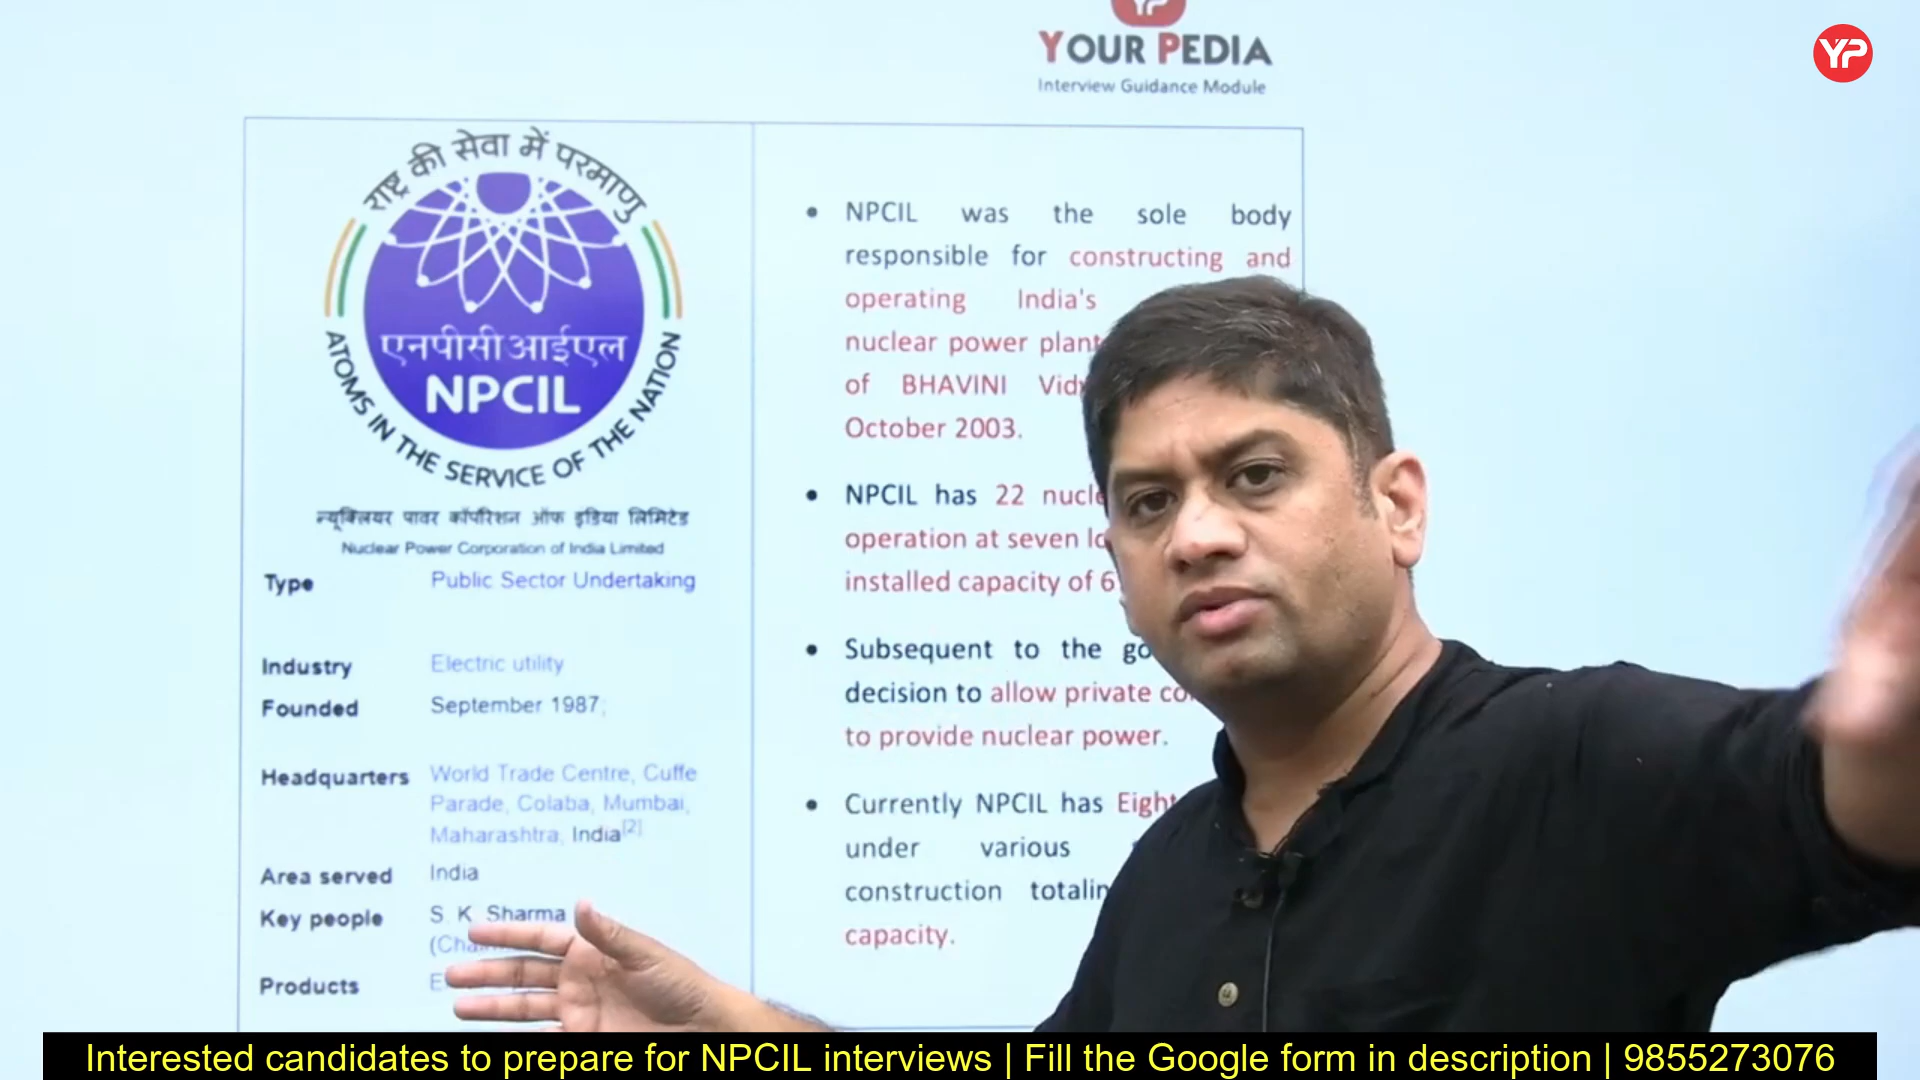 YP
YOUR PEDIA
Interview Guidance Module
YP
राष्ट्र की सेवा में परमाणु
एनपीसीआईएल
NPCIL
ATOMS IN THE SERVICE OF THE NATION
न्यूक्लियर पावर कॉर्पोरेशन ऑफ इंडिया लिमिटेड
Nuclear Power Corporation of India Limited
Type Public Sector Undertaking
Industry Electric utility
Founded September 1987;
Headquarters World Trade Centre, Cuffe
Parade, Colaba, Mumbai,
Maharashtra, India[2]
Area served India
Key people S. K. Sharma
Products
• NPCIL was the sole body
responsible for constructing and
operating India's
nuclear power
of BHAVINI
October 2003.
• NPCIL has 22
operation at seven
installed capacity of
• Subsequent to the
decision to allow private
to provide nuclear power.
• Currently NPCIL has
under various
construction
capacity.
Interested candidates to prepare for NPCIL interviews | Fill the Google form in description | 9855273076